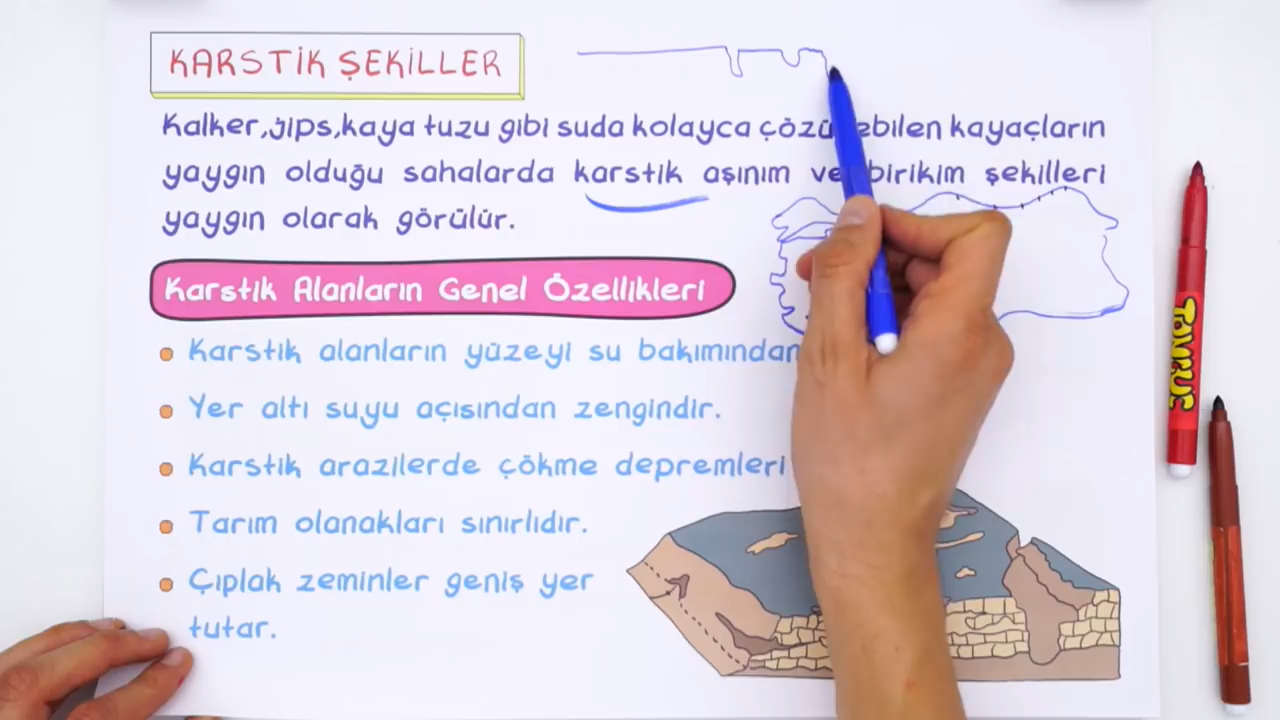 KARSTİK ŞEKİLLER
Kalker,jips,kaya tuzu gibi suda kolayca kayaçların
yaygın olduğu sahalarda karstik aşınım ve birikim şekilleri
yaygın olarak görülür.
Karstik Alanların Genel Özellikleri
Karstik alanların yüzeyi su bakımından
Yer altı suyu açısından zengindir.
Karstik arazilerde çökme depremleri
Tarım olanakları sınırlıdır.
Çıplak zeminler geniş yer
tutar.